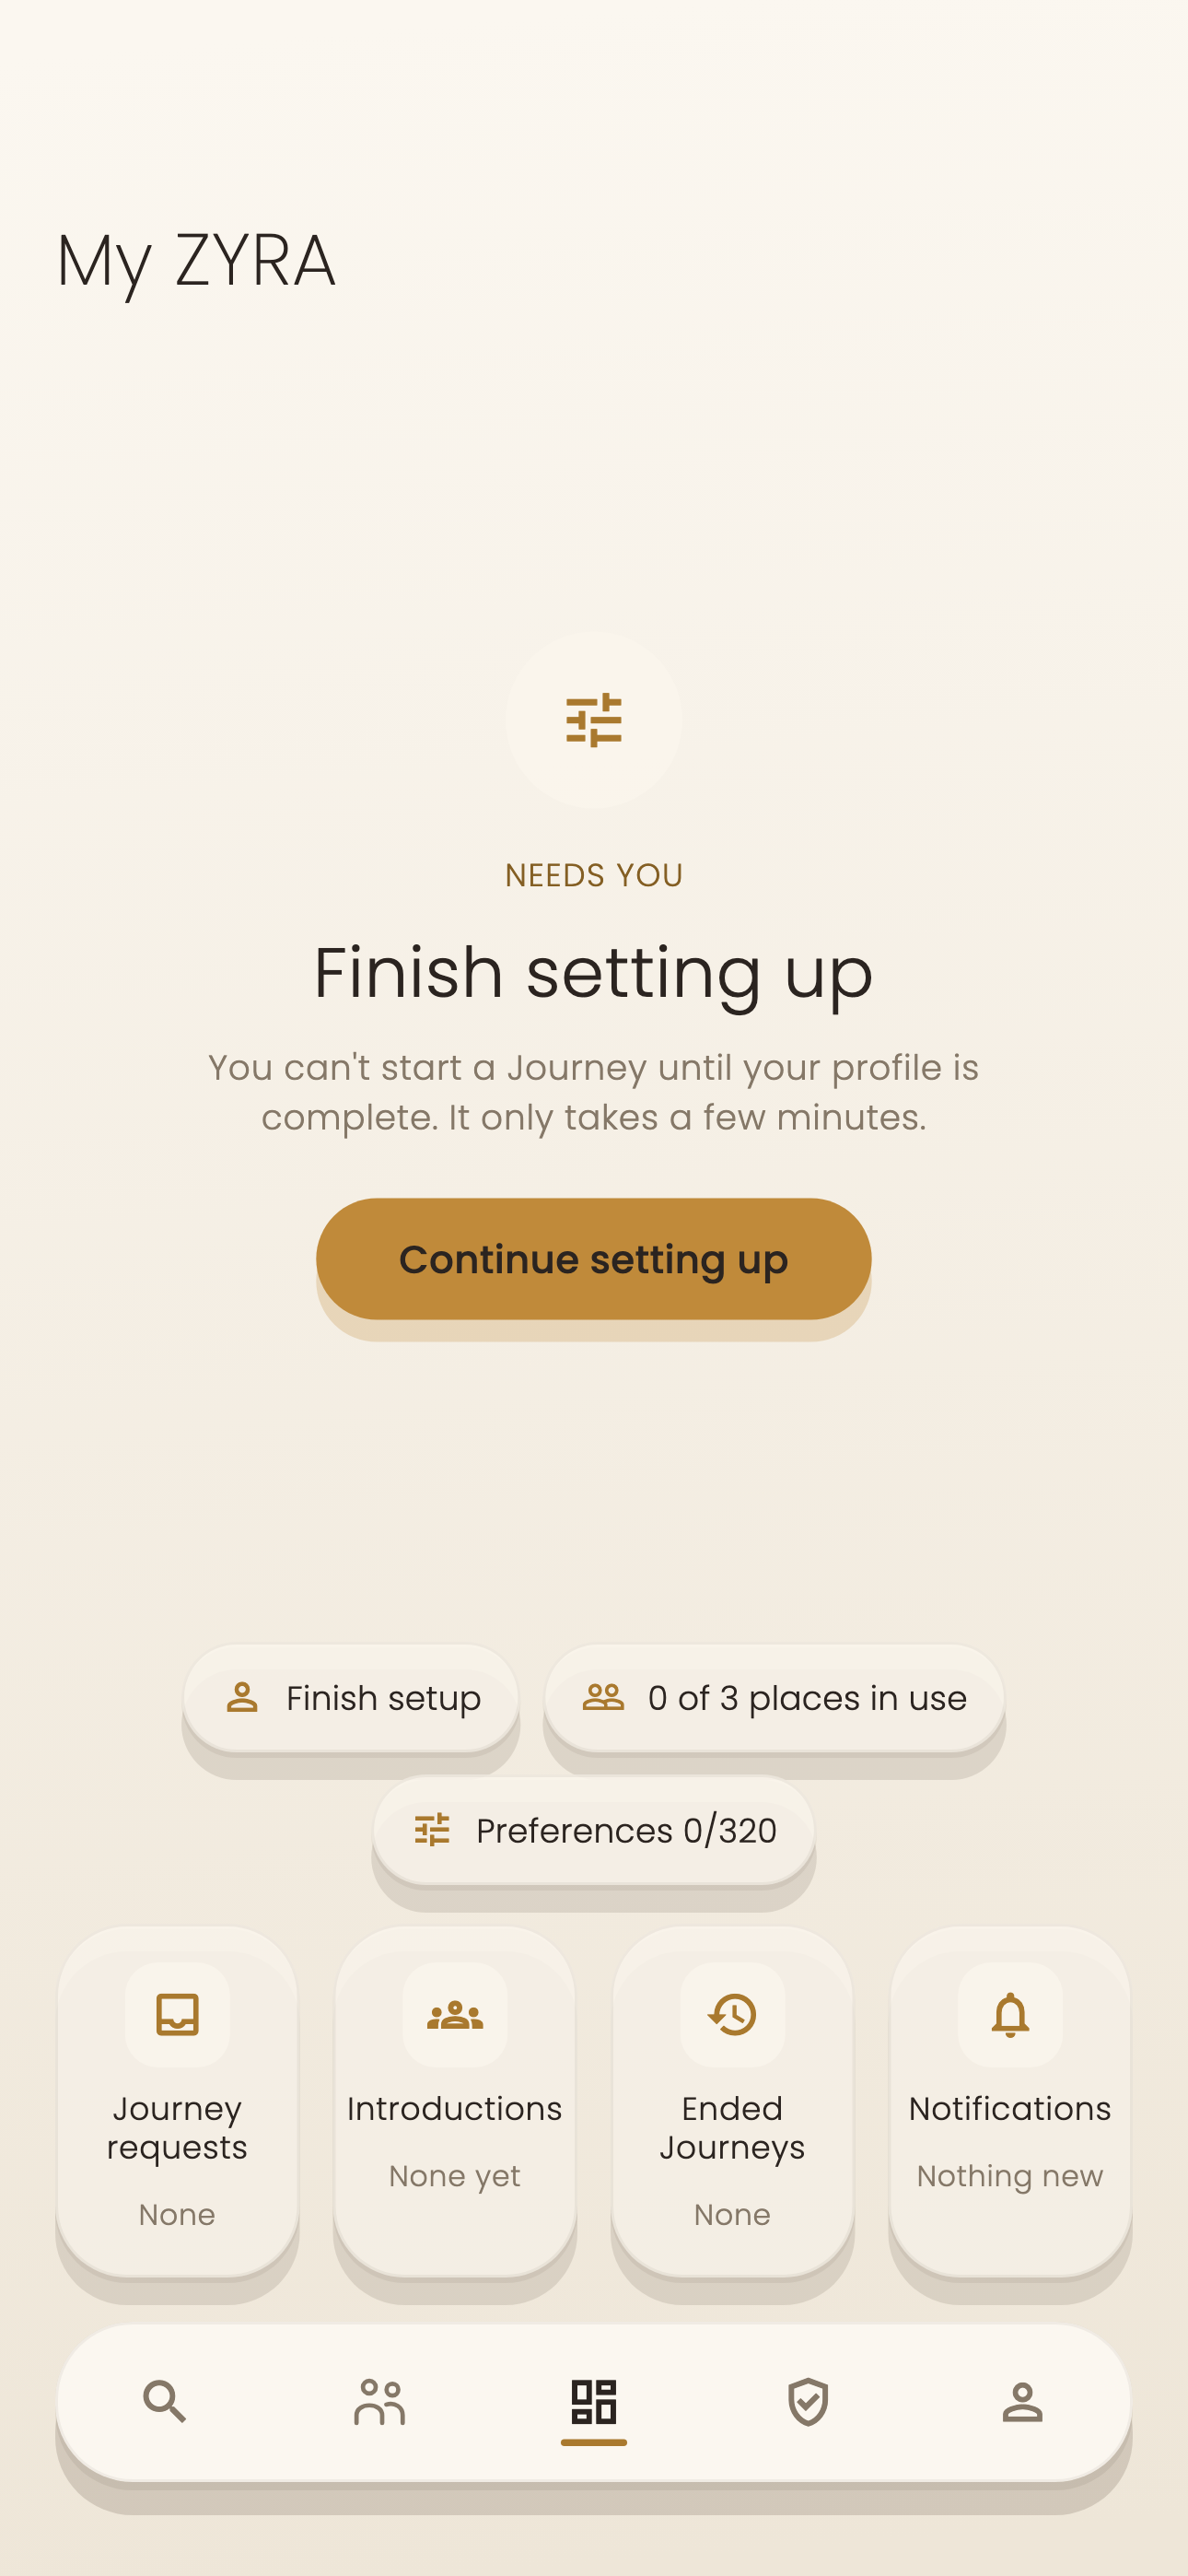 My ZYRA
NEEDS YOU
Finish setting up
You can't start a Journey until your profile is
complete. It only takes a few minutes.
Continue setting up
Finish setup
0 of 3 places in use
Preferences 0/320
Journey
requests
None
Introductions
None yet
Ended
Journeys
None
Notifications
Nothing new